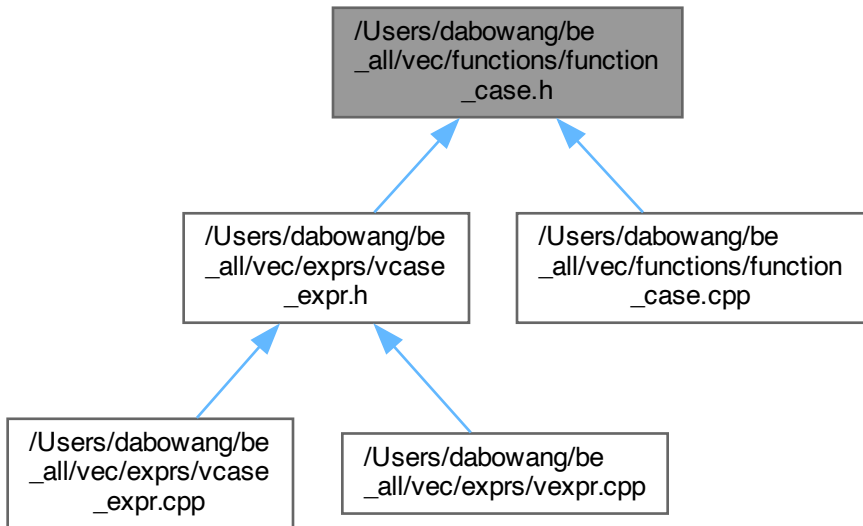 /Users/dabowang/be
_all/vec/functions/function
_case.h
/Users/dabowang/be
_all/vec/exprs/vcase
_expr.h
/Users/dabowang/be
_all/vec/functions/function
_case.cpp
/Users/dabowang/be
_all/vec/exprs/vcase
_expr.cpp
/Users/dabowang/be
_all/vec/exprs/vexpr.cpp